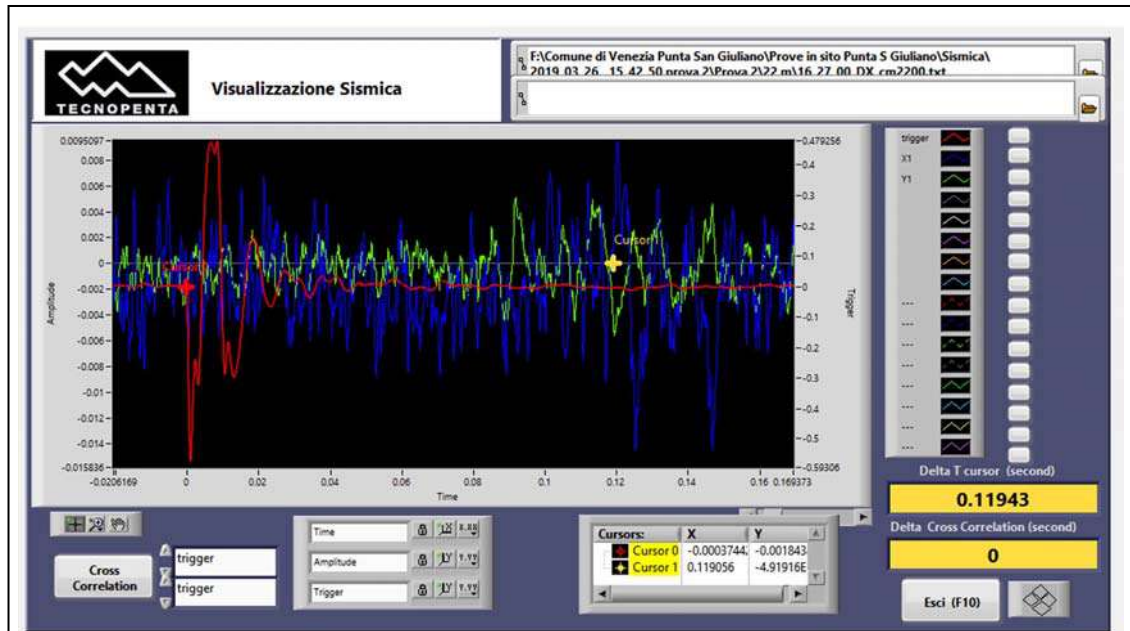 TECNOPENTA
Visualizzazione Sismica
F:\Comune di Venezia Punta San Giuliano\Prove in sito Punta S Giuliano\Sismica\
2019_03_26__15_42_50 prova 2\Prova 2\22 m\16_27_00_DX_cm2200.txt
0.0095097
0.008
0.006
0.004
0.002
0
-0.002
-0.004
-0.006
-0.008
-0.01
-0.012
-0.014
-0.015836
Amplitude
-0.0206169
0
0.02
0.04
0.06
0.08
0.1
0.12
0.14
0.16
0.169373
Time
0.479256
0.4
0.3
0.2
0.1
0
-0.1
-0.2
-0.3
-0.4
-0.5
-0.59306
Trigger
Cursor
Cursor 1
trigger
X1
Y1
---
---
---
---
---
---
---
---
Delta T cursor (second)
0.11943
Delta Cross Correlation (second)
0
Cross
Correlation
trigger
trigger
Time
Amplitude
Trigger
Cursors: X Y
Cursor 0 -0.00037442 -0.001843
Cursor 1 0.119056 -4.91916E
Esci (F10)